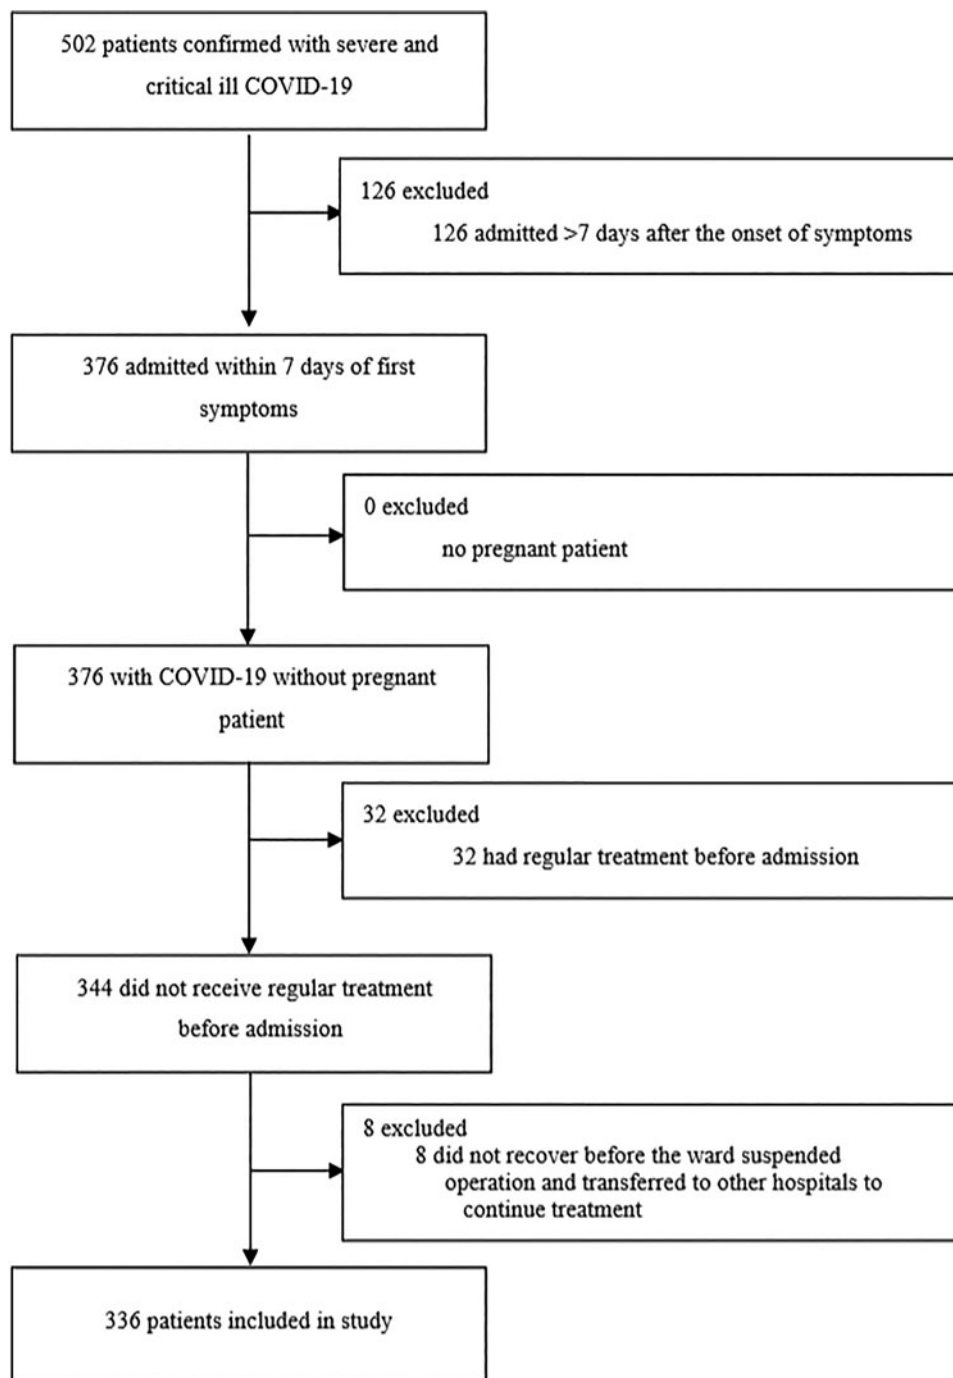 502 patients confirmed with severe and
critical ill COVID-19
126 excluded
126 admitted >7 days after the onset of symptoms
376 admitted within 7 days of first
symptoms
0 excluded
no pregnant patient
376 with COVID-19 without pregnant
patient
32 excluded
32 had regular treatment before admission
344 did not receive regular treatment
before admission
8 excluded
8 did not recover before the ward suspended
operation and transferred to other hospitals to
continue treatment
336 patients included in study